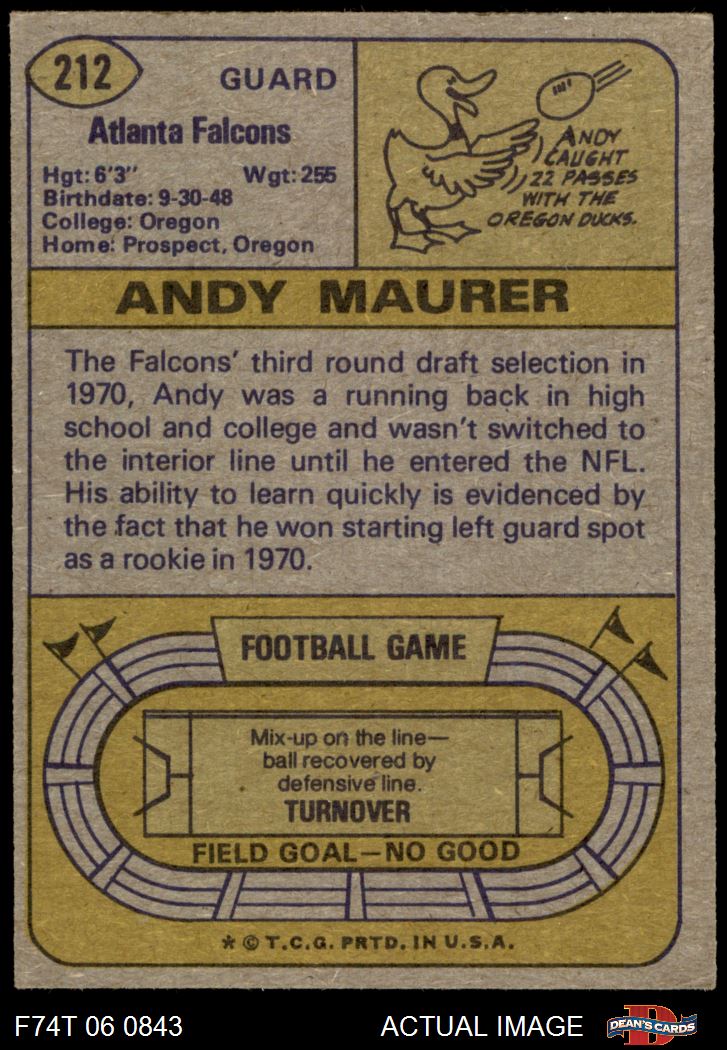 212
GUARD
Atlanta Falcons
Hgt: 6'3" Wgt: 255
Birthdate: 9-30-48
College: Oregon
Home: Prospect, Oregon
ANDY
CAUGHT
22 PASSES
WITH THE
OREGON DUCKS.
ANDY MAURER
The Falcons' third round draft selection in
1970, Andy was a running back in high
school and college and wasn't switched to
the interior line until he entered the NFL.
His ability to learn quickly is evidenced by
the fact that he won starting left guard spot
as a rookie in 1970.
FOOTBALL GAME
Mix-up on the line—
ball recovered by
defensive line.
TURNOVER
FIELD GOAL—NO GOOD
* © T.C.G. PRTD. IN U.S.A.
F74T 06 0843
ACTUAL IMAGE
D
DEAN'S CARDS